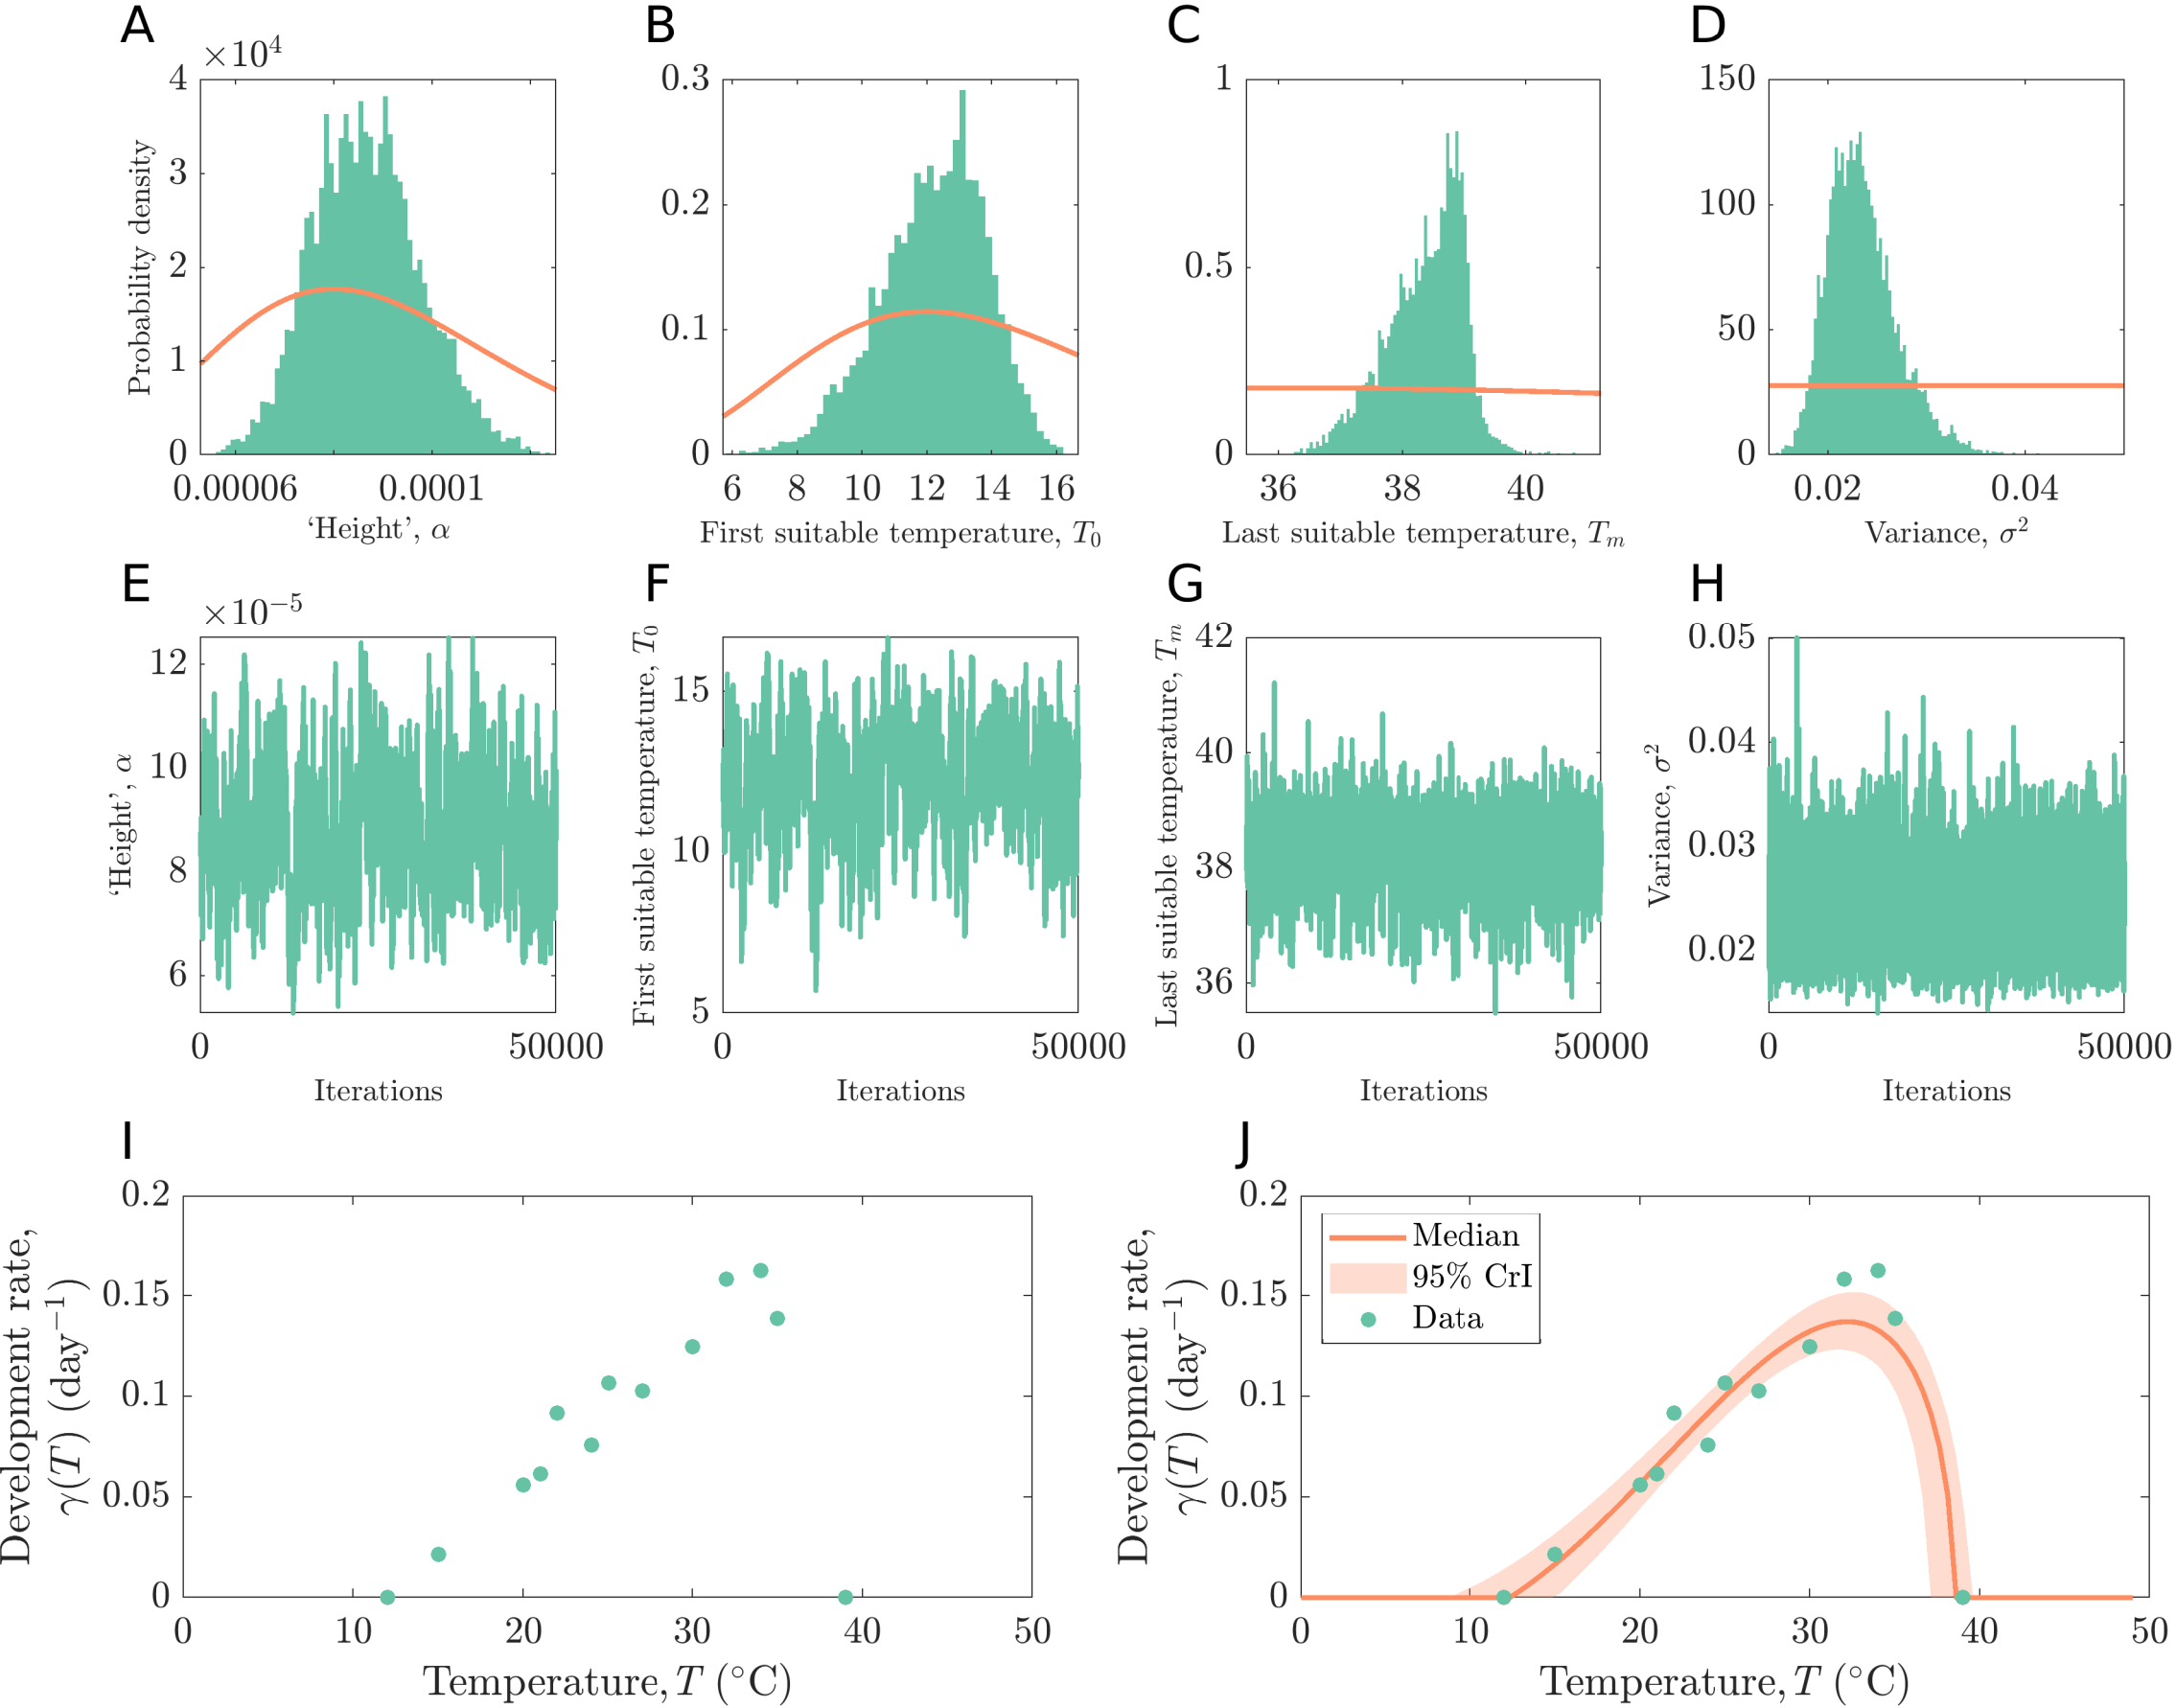 A B C D
×10⁴
4 0.3 1 150
3 0.2 0.5 100
2 0.1 0 50
1 0 0
0
Probability density
0.00006 0.0001 6 8 10 12 14 16 36 38 40 0.02 0.04
‘Height’, α First suitable temperature, T₀ Last suitable temperature, Tₘ Variance, σ²
E F G H
×10⁻⁵
12 15 42 0.05
10 10 40 0.04
8 5 38 0.03
6 36 0.02
‘Height’, α
First suitable temperature, T₀
Last suitable temperature, Tₘ
Variance, σ²
0 50000 0 50000 0 50000 0 50000
Iterations Iterations Iterations Iterations
I
0.2
0.15
0.1
0.05
0
Development rate,
γ(T) (day⁻¹)
0 10 20 30 40 50
Temperature, T (°C)
J
0.2
0.15
0.1
0.05
0
Development rate,
γ(T) (day⁻¹)
Median
95% CrI
Data
0 10 20 30 40 50
Temperature, T (°C)